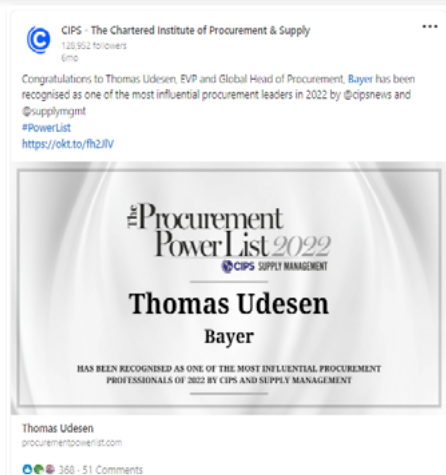 CIPS - The Chartered Institute of Procurement & Supply
128,952 followers
6mo
Congratulations to Thomas Udesen, EVP and Global Head of Procurement, Bayer has been
recognised as one of the most influential procurement leaders in 2022 by @cipsnews and
@supplymgmt
#PowerList
https://okt.to/fh2JlV
The Procurement
Power List 2022
CIPS SUPPLY MANAGEMENT
Thomas Udesen
Bayer
HAS BEEN RECOGNISED AS ONE OF THE MOST INFLUENTIAL PROCUREMENT
PROFESSIONALS OF 2022 BY CIPS AND SUPPLY MANAGEMENT
Thomas Udesen
procurementpowerlist.com
368 · 51 Comments